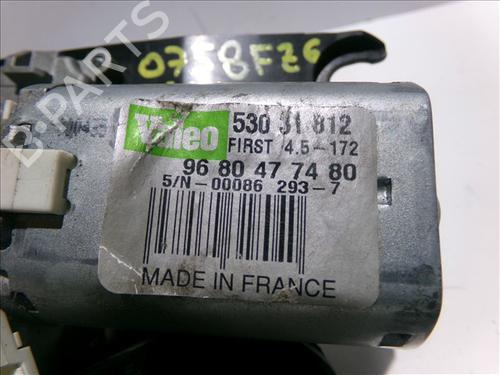 0758FZ6
Valeo 530 31 812
FIRST 4.5-172
96 80 47 74 80
S/N-00086 293-7
MADE IN FRANCE